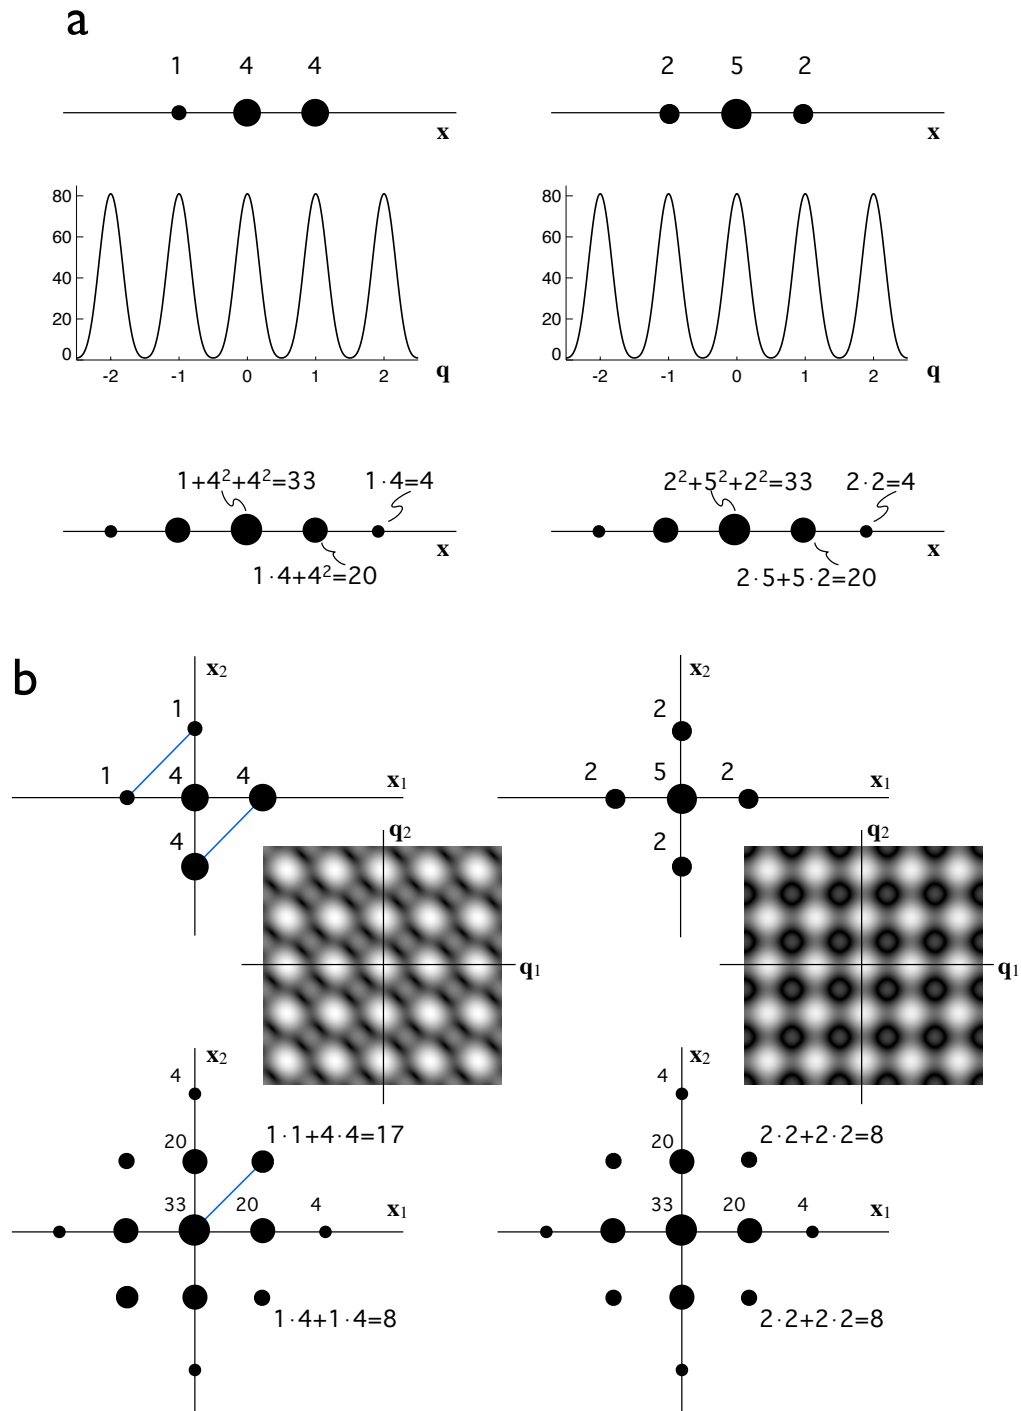 a
1 4 4 2 5 2
x x
80 80
60 60
40 40
20 20
0 0
-2 -1 0 1 2 q -2 -1 0 1 2 q
1+4²+4²=33 1·4=4 2²+5²+2²=33 2·2=4
x x
1·4+4²=20 2·5+5·2=20
b
x₂ x₂
1 2
1 4 4 x₁ 2 5 2 x₁
4 q₂ 2 q₂
q₁ q₁
x₂ x₂
4 4
20 1·1+4·4=17 20 2·2+2·2=8
33 20 4 x₁ 33 20 4 x₁
1·4+1·4=8 2·2+2·2=8